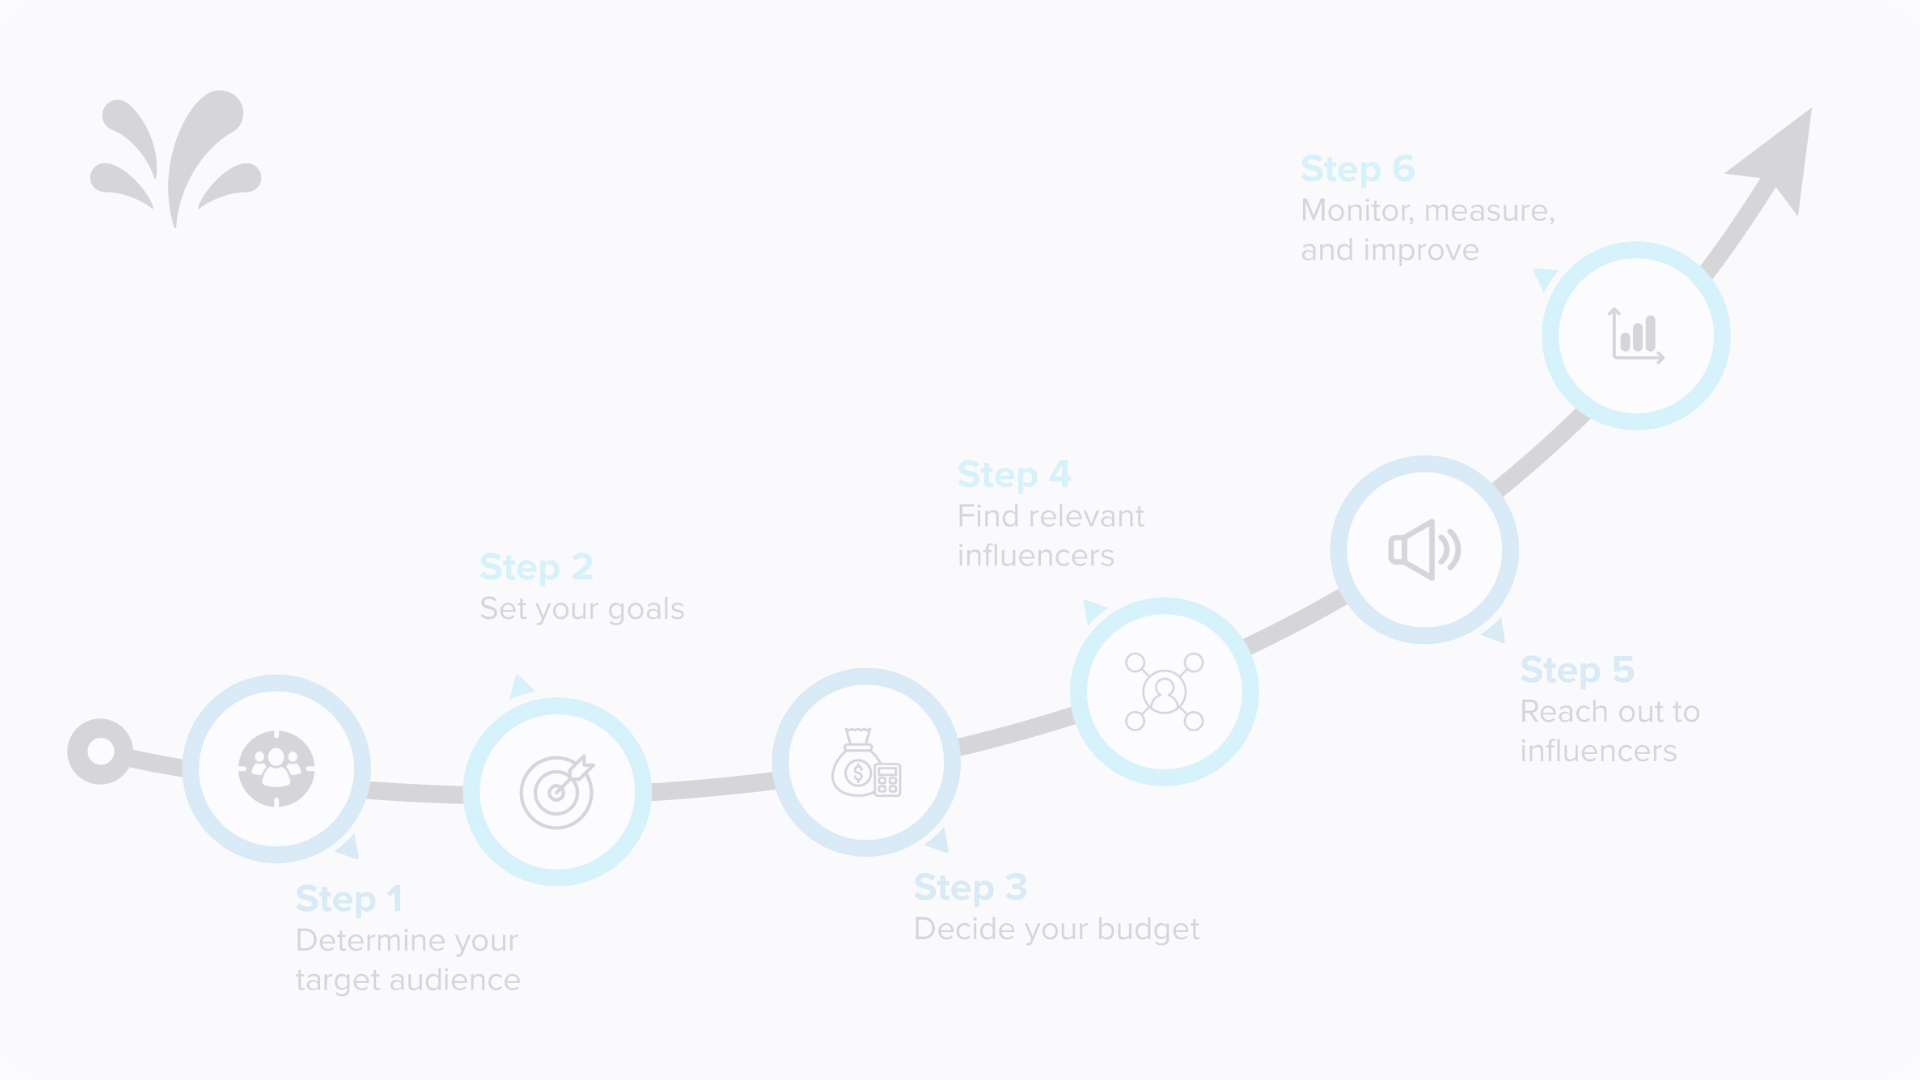 Step 1
Determine your
target audience
Step 2
Set your goals
Step 3
Decide your budget
Step 4
Find relevant
influencers
Step 5
Reach out to
influencers
Step 6
Monitor, measure,
and improve
$